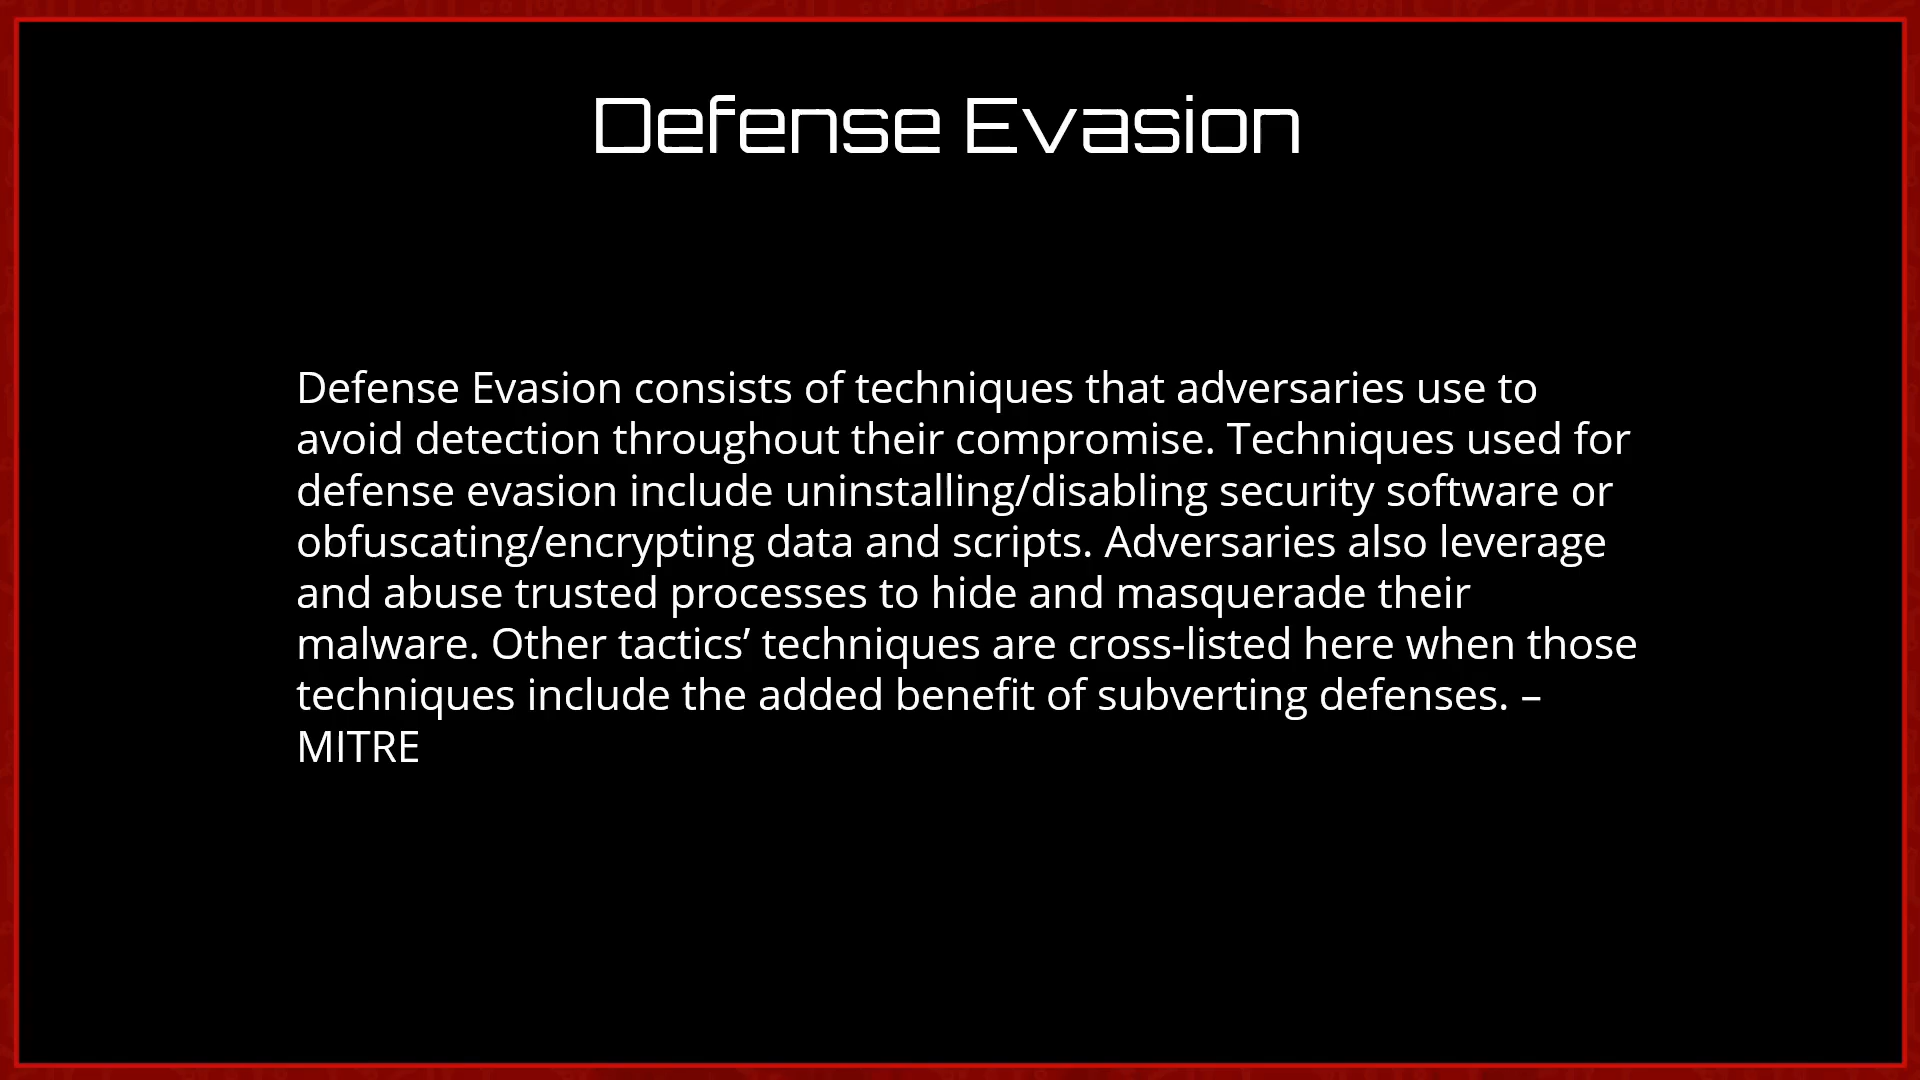 Defense Evasion
Defense Evasion consists of techniques that adversaries use to
avoid detection throughout their compromise. Techniques used for
defense evasion include uninstalling/disabling security software or
obfuscating/encrypting data and scripts. Adversaries also leverage
and abuse trusted processes to hide and masquerade their
malware. Other tactics’ techniques are cross-listed here when those
techniques include the added benefit of subverting defenses. –
MITRE